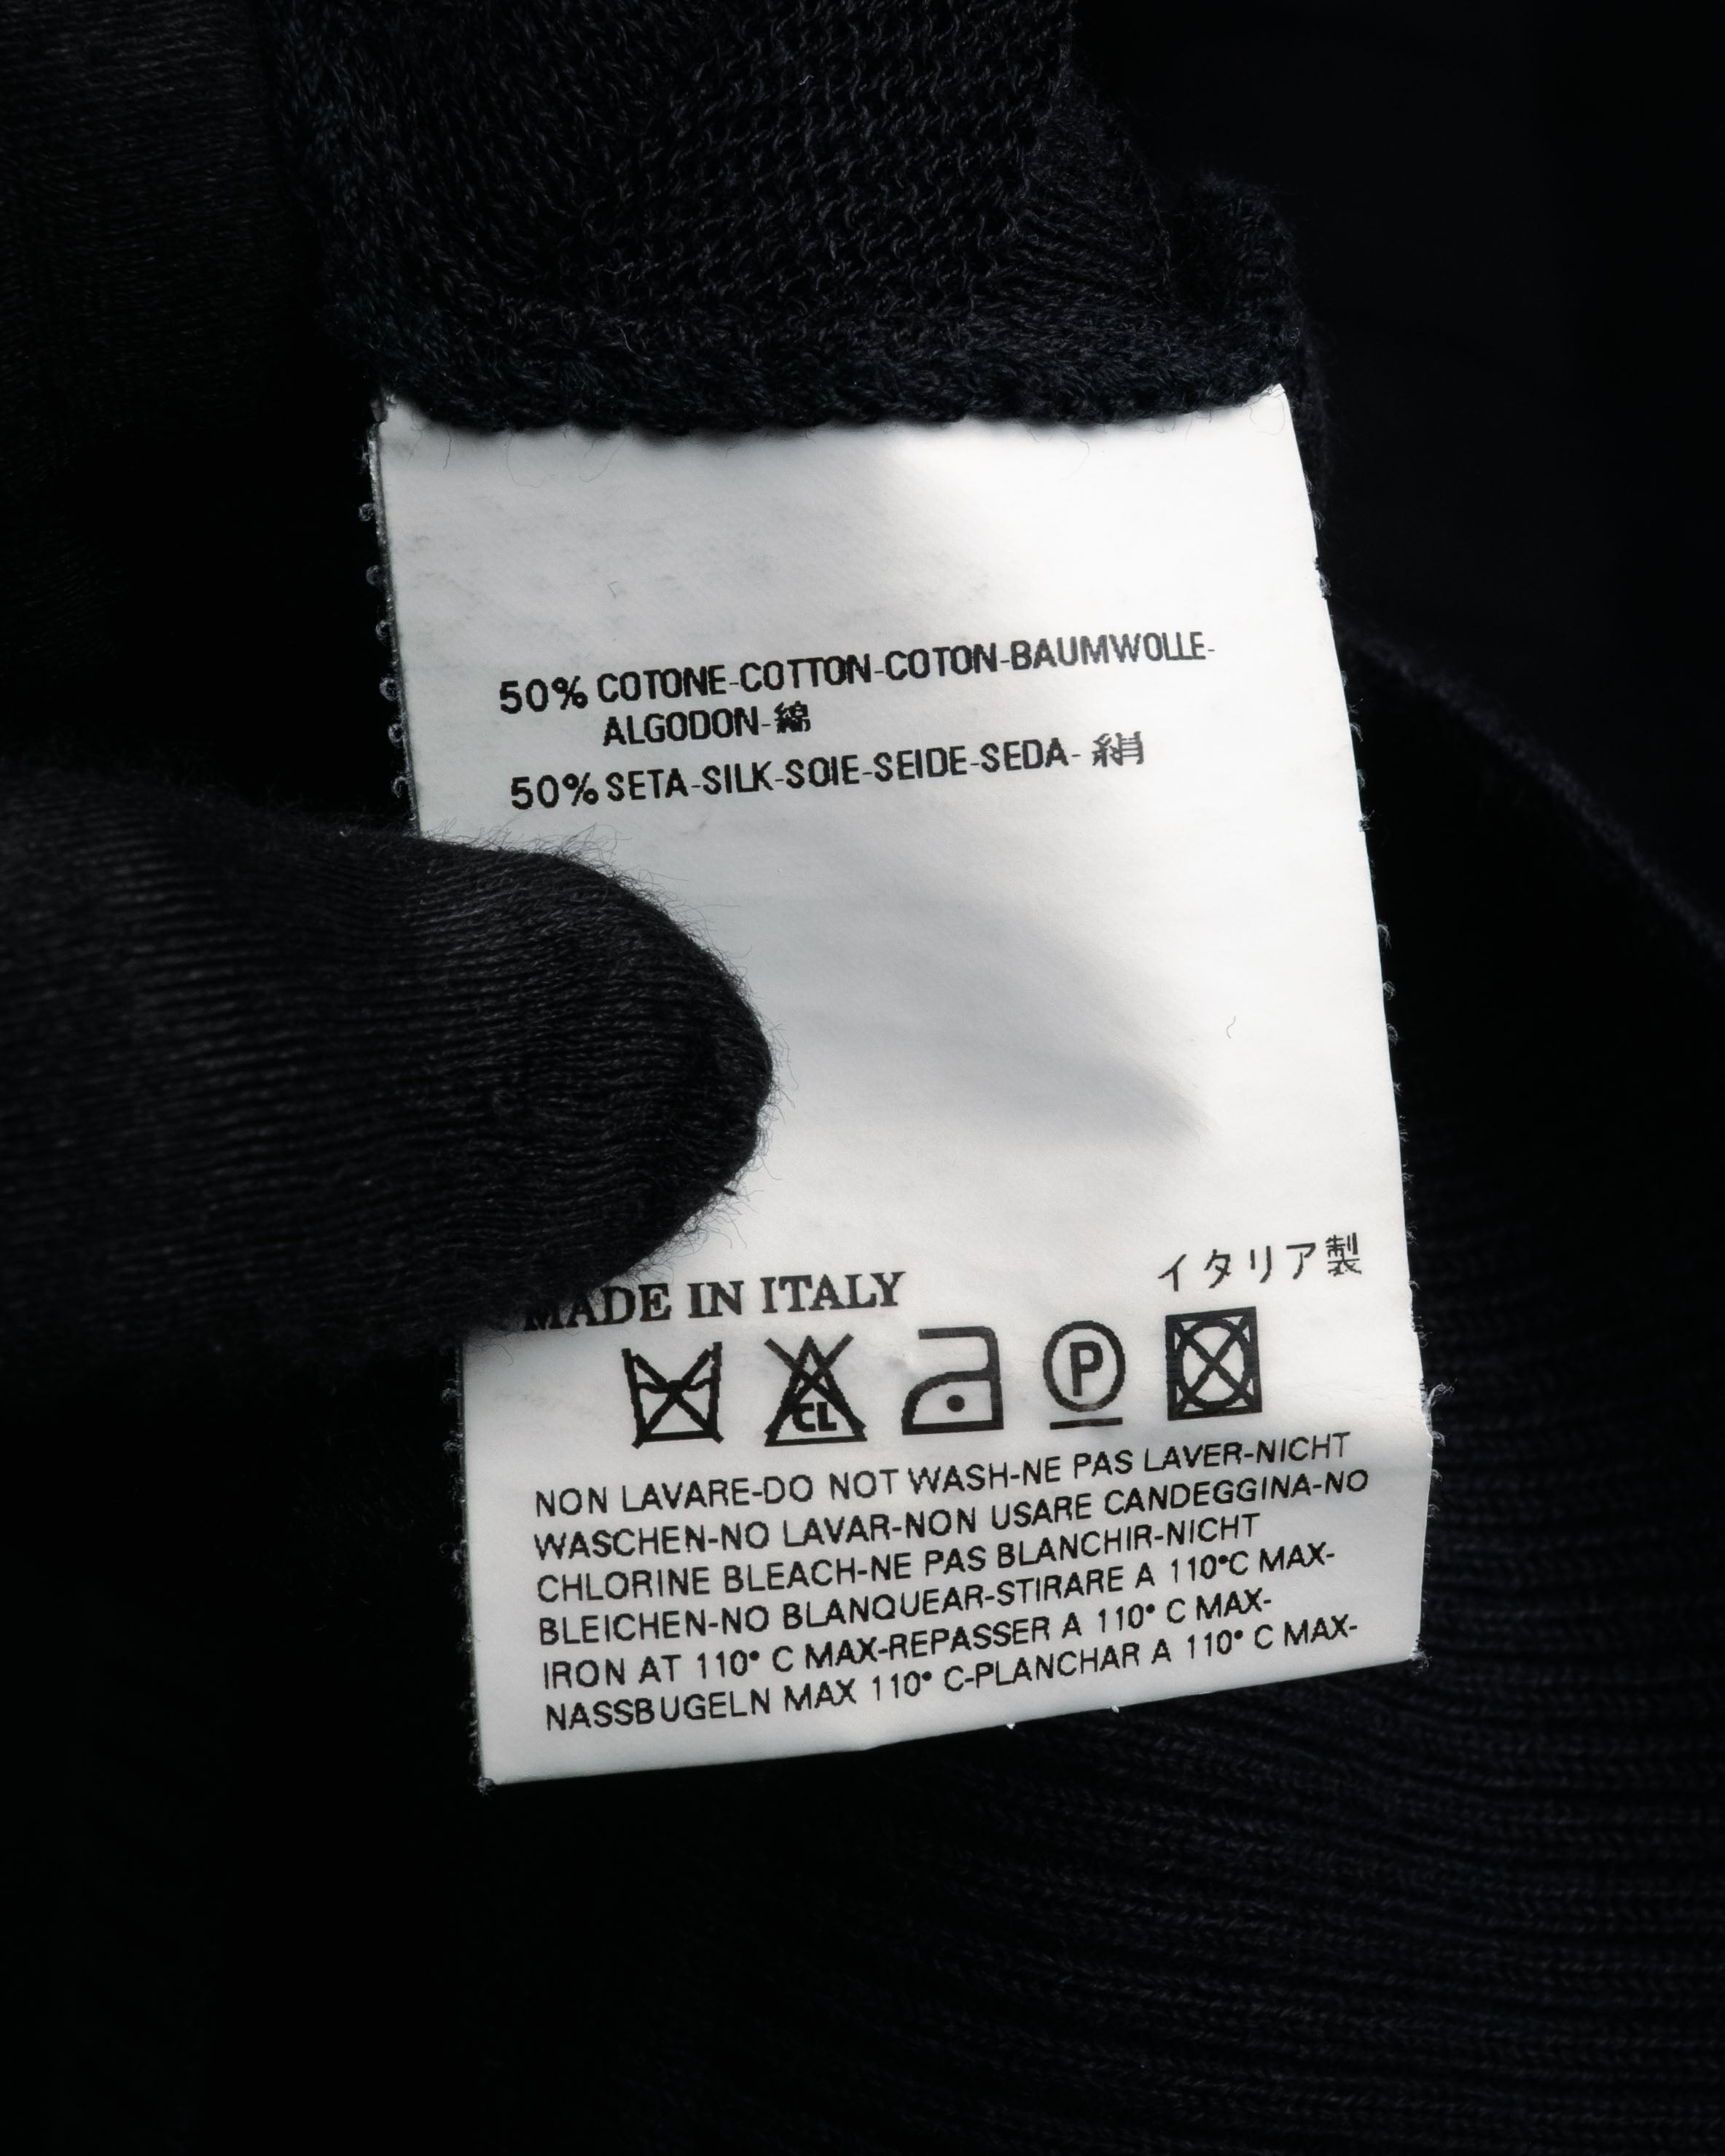 50% COTONE-COTTON-COTON-BAUMWOLLE-
ALGODON-綿
50% SETA-SILK-SOIE-SEIDE-SEDA-絹
イタリア製
MADE IN ITALY
CL
P
NON LAVARE-DO NOT WASH-NE PAS LAVER-NICHT
WASCHEN-NO LAVAR-NON USARE CANDEGGINA-NO
CHLORINE BLEACH-NE PAS BLANCHIR-NICHT
BLEICHEN-NO BLANQUEAR-STIRARE A 110°C MAX-
IRON AT 110° C MAX-REPASSER A 110° C MAX-
NASSBUGELN MAX 110° C-PLANCHAR A 110° C MAX-